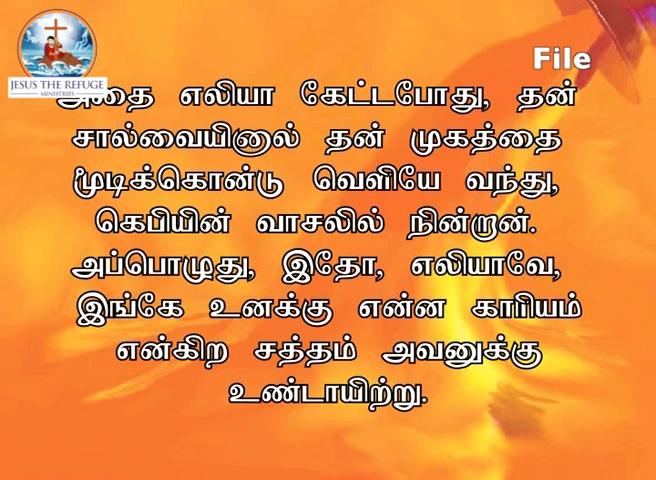 JESUS THE REFUGE
MINISTRIES
File
அதை எலியா கேட்டபோது, தன்
சால்வையினால் தன் முகத்தை
மூடிக்கொண்டு வெளியே வந்து,
கெபியின் வாசலில் நின்றான்.
அப்பொழுது, இதோ, எலியாவே,
இங்கே உனக்கு என்ன காரியம்
என்கிற சத்தம் அவனுக்கு
உண்டாயிற்று.